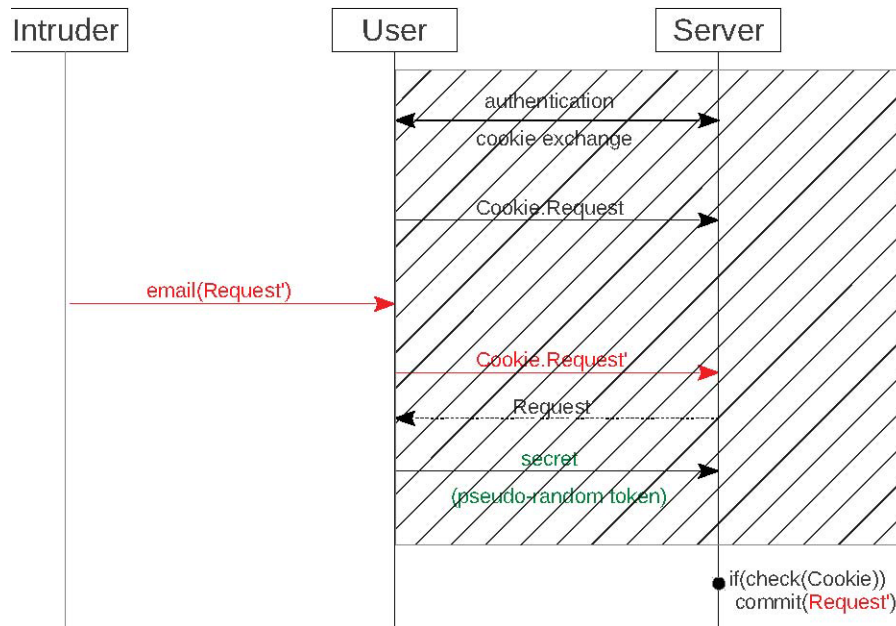 Intruder User Server
authentication
cookie exchange
Cookie.Request
email(Request')
Cookie.Request'
Request
secret
(pseudo-random token)
if(check(Cookie))
commit(Request')